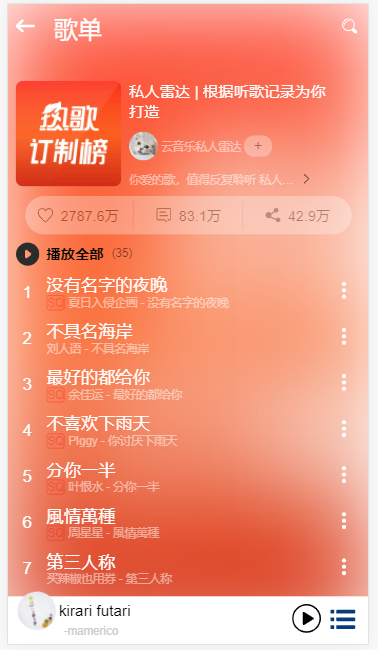 歌单
热歌
订制榜
私人雷达 | 根据听歌记录为你
打造
云音乐私人雷达 +
你爱的歌，值得反复聆听 私人...
2787.6万 83.1万 42.9万
播放全部 (35)
1 没有名字的夜晚
SQ 夏日入侵企画 - 没有名字的夜晚
2 不具名海岸
刘人语 - 不具名海岸
3 最好的都给你
SQ 余佳运 - 最好的都给你
4 不喜欢下雨天
SQ PIggy - 你讨厌下雨天
5 分你一半
SQ 叶恨水 - 分你一半
6 風情萬種
SQ 周星星 - 風情萬種
7 第三人称
买辣椒也用券 - 第三人称
kirari futari
-mamerico